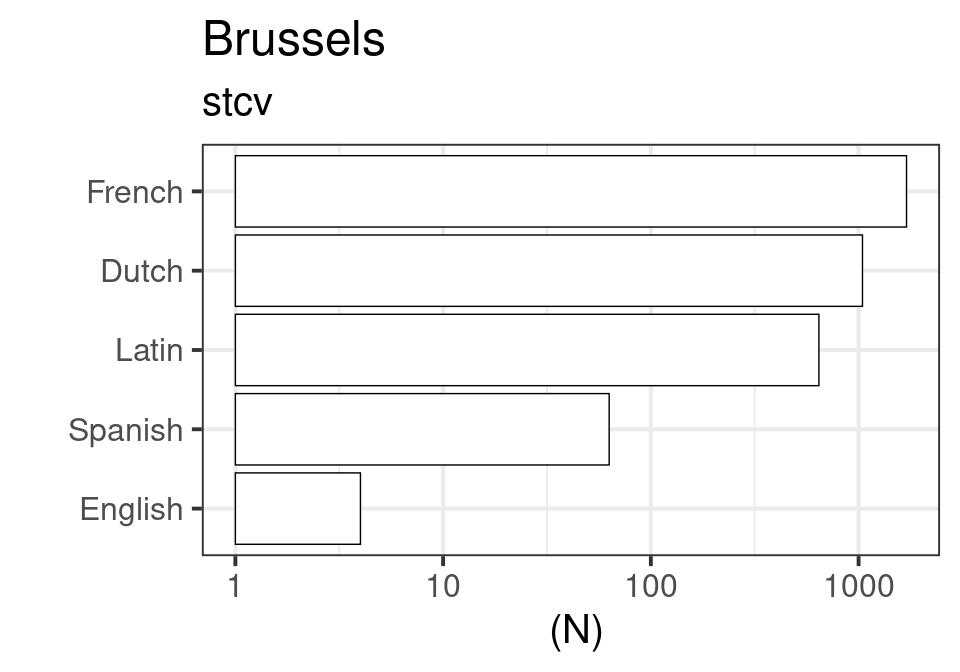 Brussels
stcv
French
Dutch
Latin
Spanish
English
1 10 100 1000
(N)